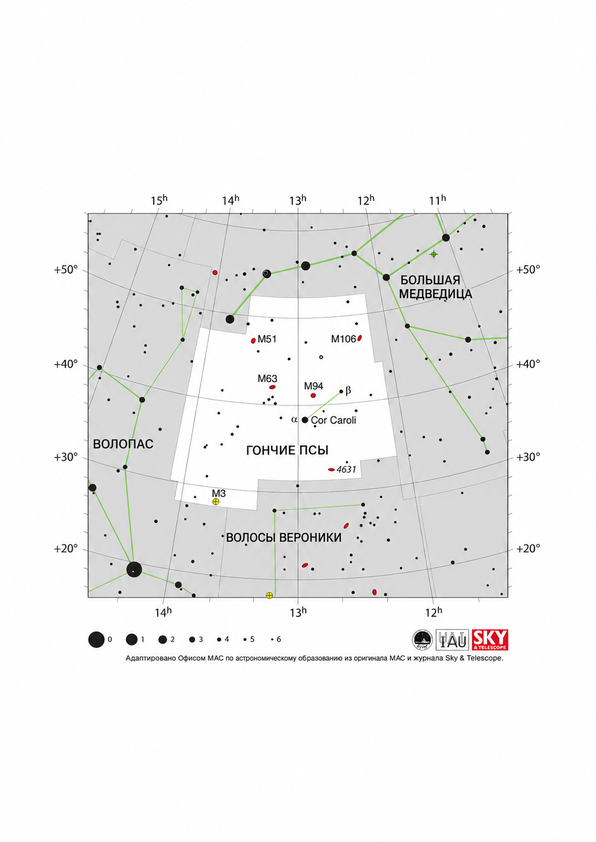 15h 14h 13h 12h 11h
+50° +50°
БОЛЬШАЯ
МЕДВЕДИЦА
M51 M106
+40° +40°
M63 M94
β
α Cor Caroli
ВОЛОПАС ГОНЧИЕ ПСЫ
+30° +30°
4631
M3
ВОЛОСЫ ВЕРОНИКИ
+20° +20°
14h 13h 12h
0 1 2 3 4 5 6
IAU SKY
& TELESCOPE
Адаптировано Офисом МАС по астрономическому образованию из оригинала МАС и журнала Sky & Telescope.